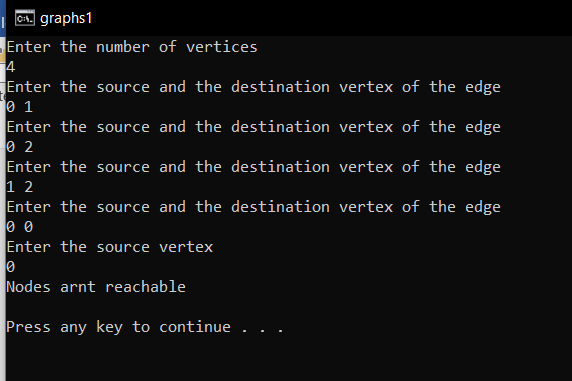 graphs1
Enter the number of vertices
4
Enter the source and the destination vertex of the edge
0 1
Enter the source and the destination vertex of the edge
0 2
Enter the source and the destination vertex of the edge
1 2
Enter the source and the destination vertex of the edge
0 0
Enter the source vertex
0
Nodes arnt reachable
Press any key to continue . . .